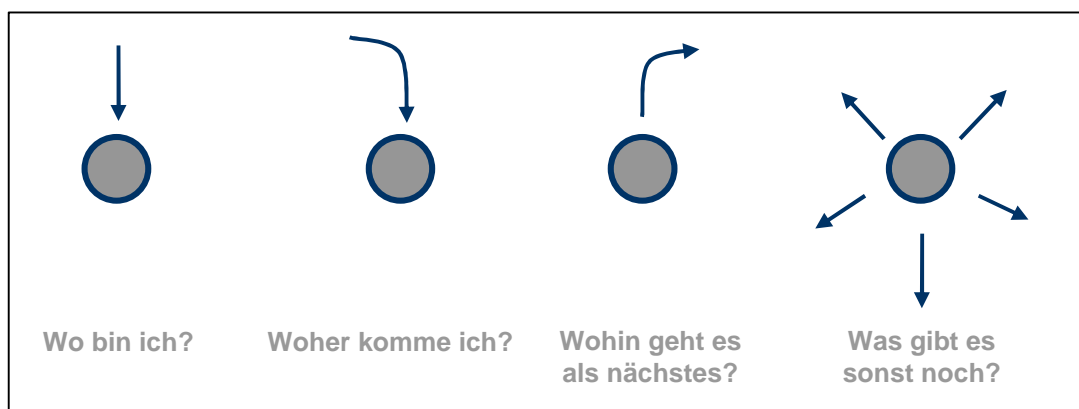 Wo bin ich?
Woher komme ich?
Wohin geht es
als nächstes?
Was gibt es
sonst noch?